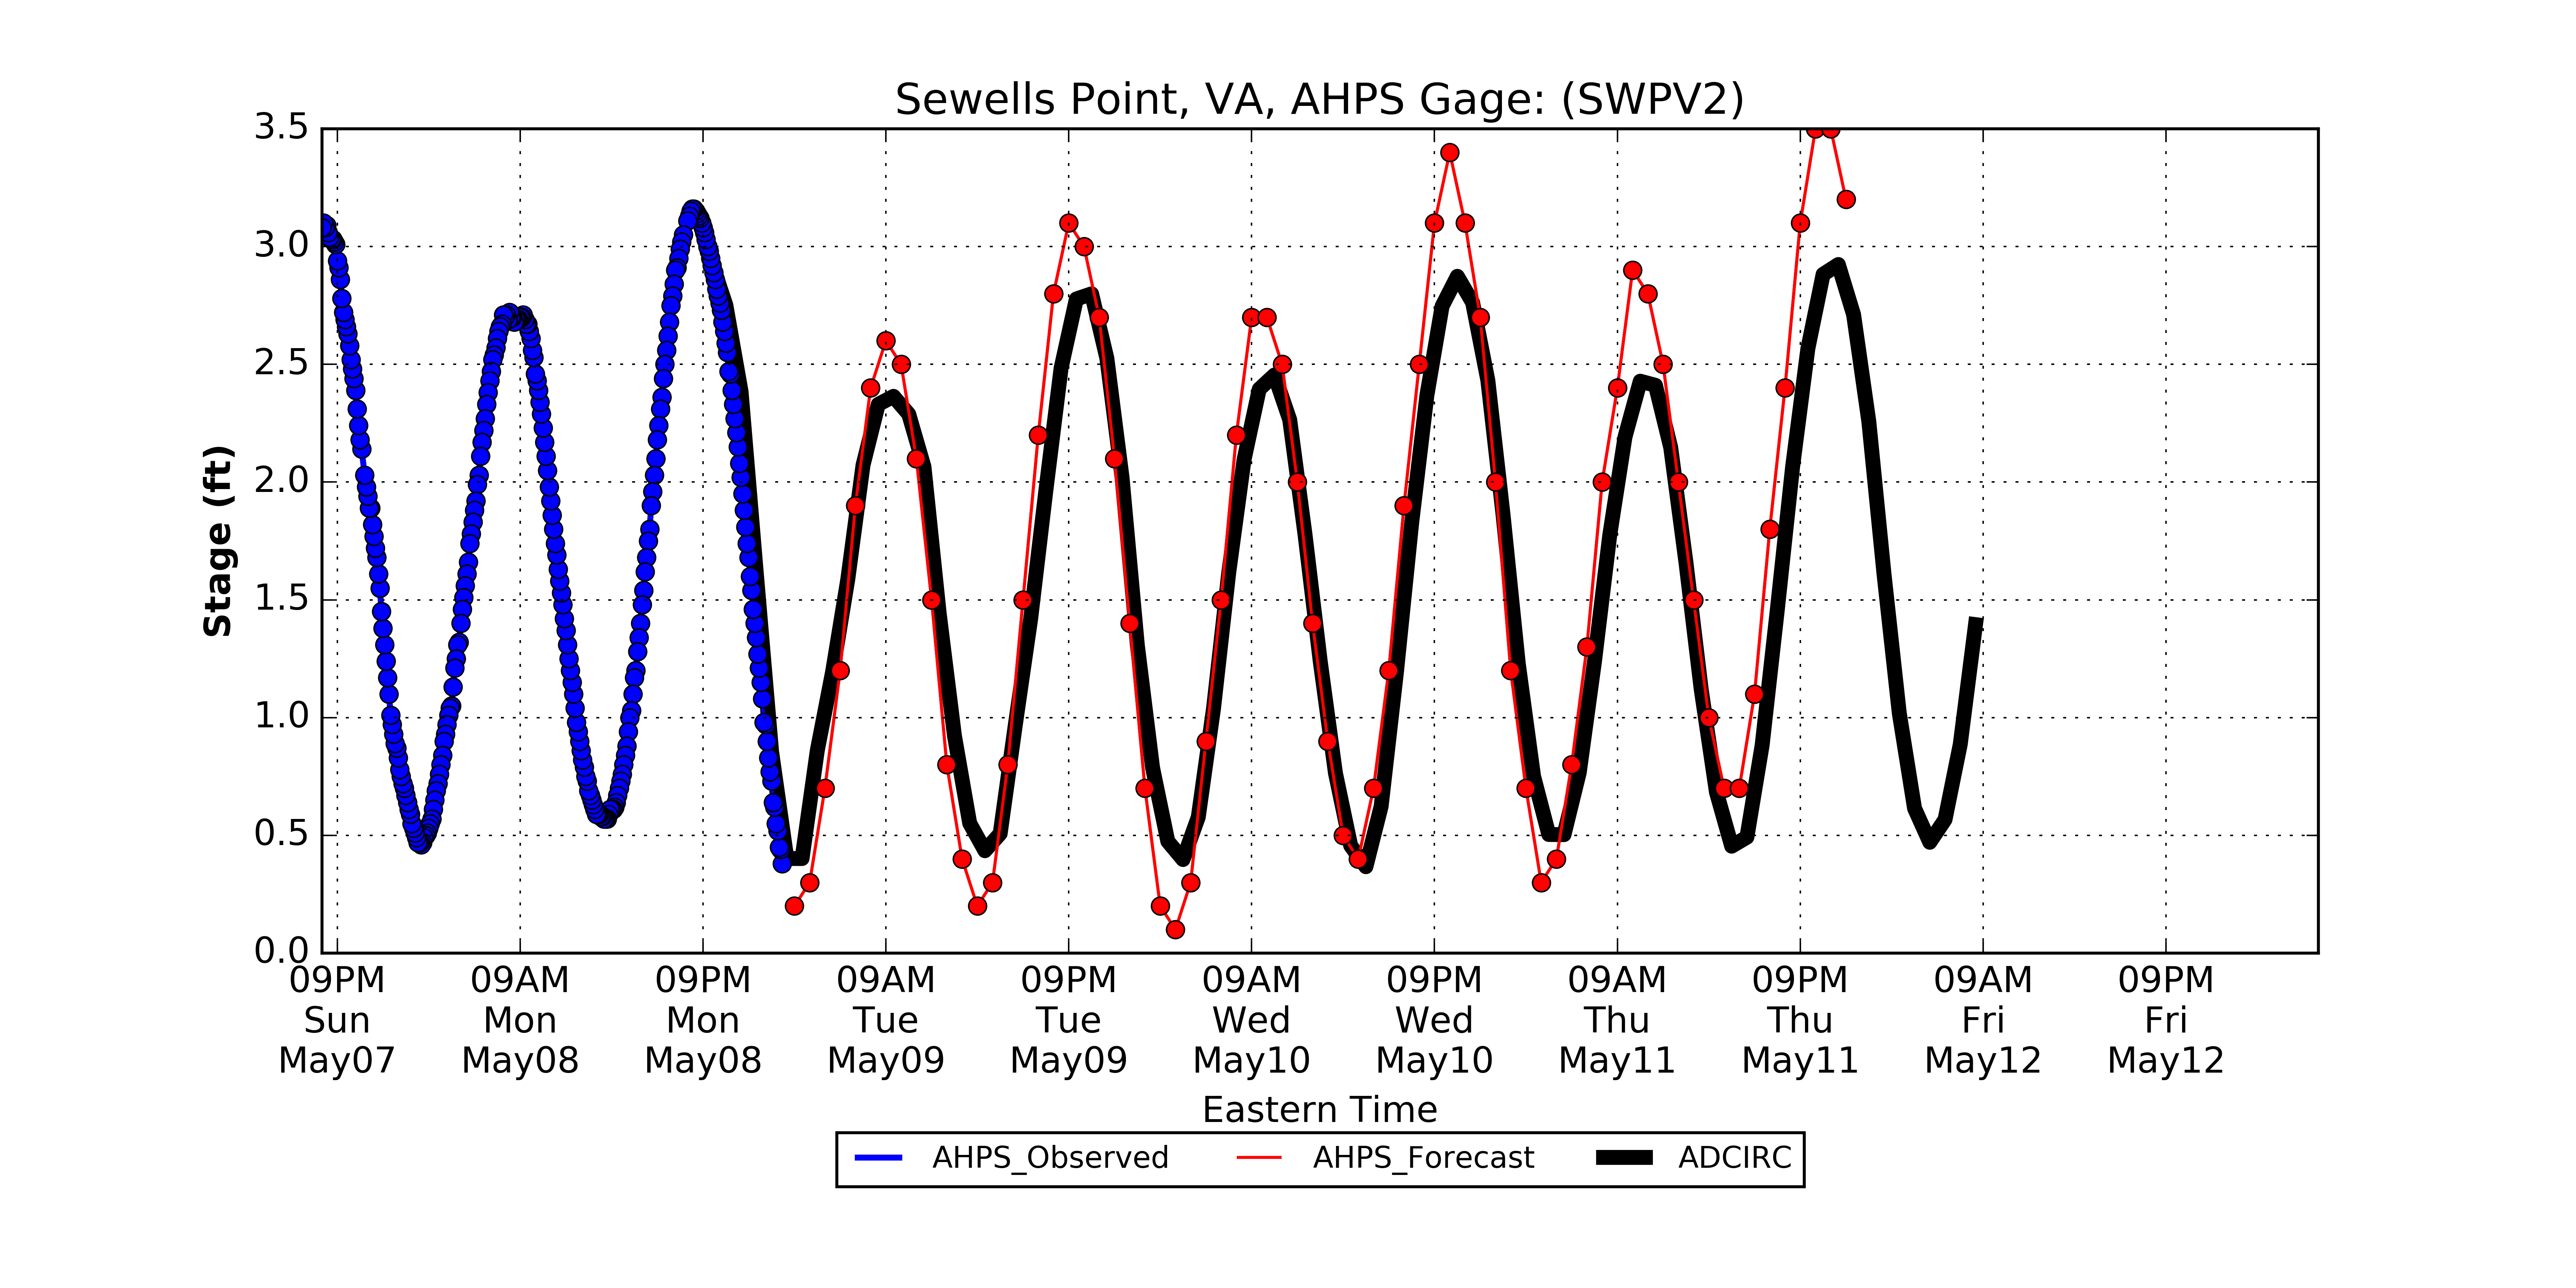 Sewells Point, VA, AHPS Gage: (SWPV2)
3.5
3.0
2.5
2.0
1.5
1.0
0.5
0.0
Stage (ft)
09PM 09AM 09PM 09AM 09PM 09AM 09PM 09AM 09PM 09AM 09PM
Sun Mon Mon Tue Tue Wed Wed Thu Thu Fri Fri
May07 May08 May08 May09 May09 May10 May10 May11 May11 May12 May12
Eastern Time
AHPS_Observed AHPS_Forecast ADCIRC